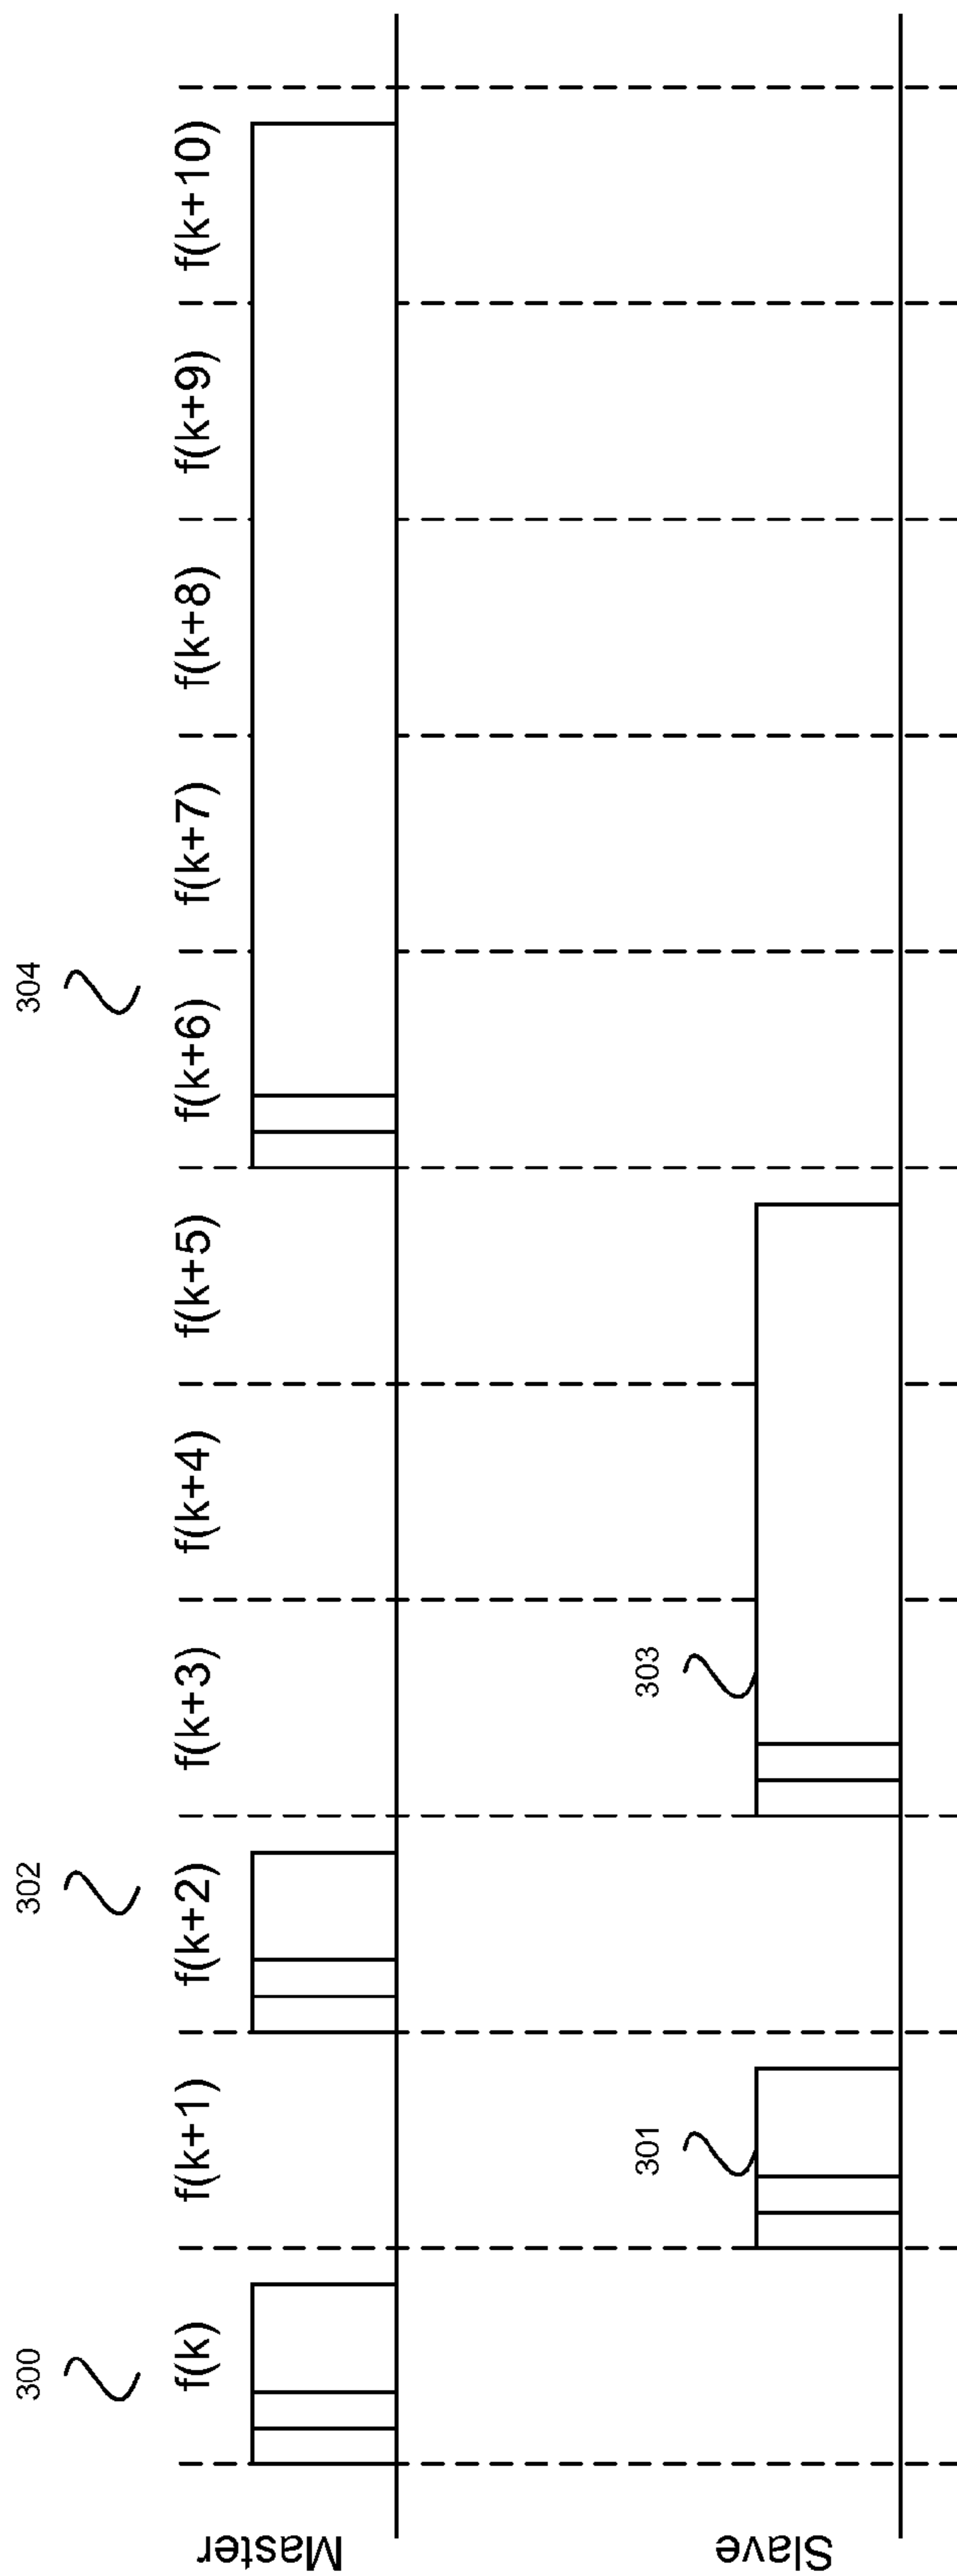 300
302
304
f(k)
f(k+1)
f(k+2)
f(k+3)
f(k+4)
f(k+5)
f(k+6)
f(k+7)
f(k+8)
f(k+9)
f(k+10)
Master
301
303
Slave